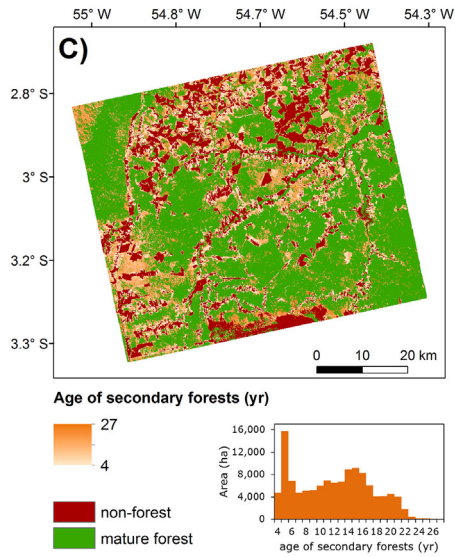 55° W 54.8° W 54.7° W 54.5° W 54.3° W
C)
2.8° S
3° S
3.2° S
3.3° S
0 10 20 km
Age of secondary forests (yr)
27
4
non-forest
mature forest
16,000
12,000
8,000
4,000
0
Area (ha)
4 6 8 10 12 14 16 18 20 22 24 26
age of secondary forests (yr)